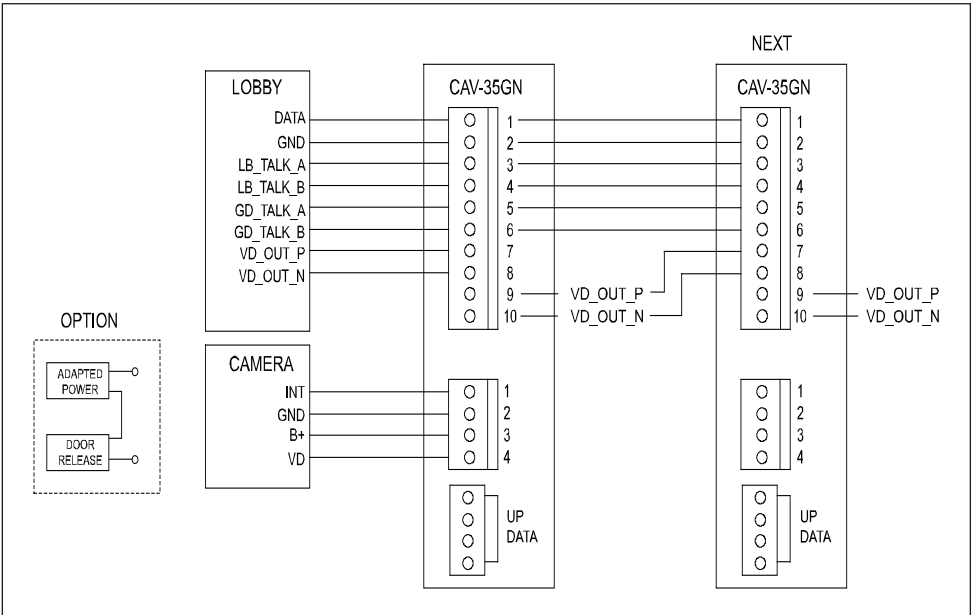 NEXT
LOBBY
CAV-35GN
CAV-35GN
DATA
1
1
GND
2
2
LB_TALK_A
3
3
LB_TALK_B
4
4
GD_TALK_A
5
5
GD_TALK_B
6
6
VD_OUT_P
7
7
VD_OUT_N
8
8
9
VD_OUT_P
9
VD_OUT_P
10
VD_OUT_N
10
VD_OUT_N
OPTION
ADAPTED
POWER
DOOR
RELEASE
CAMERA
INT
1
1
GND
2
2
B+
3
3
VD
4
4
UP
DATA
UP
DATA